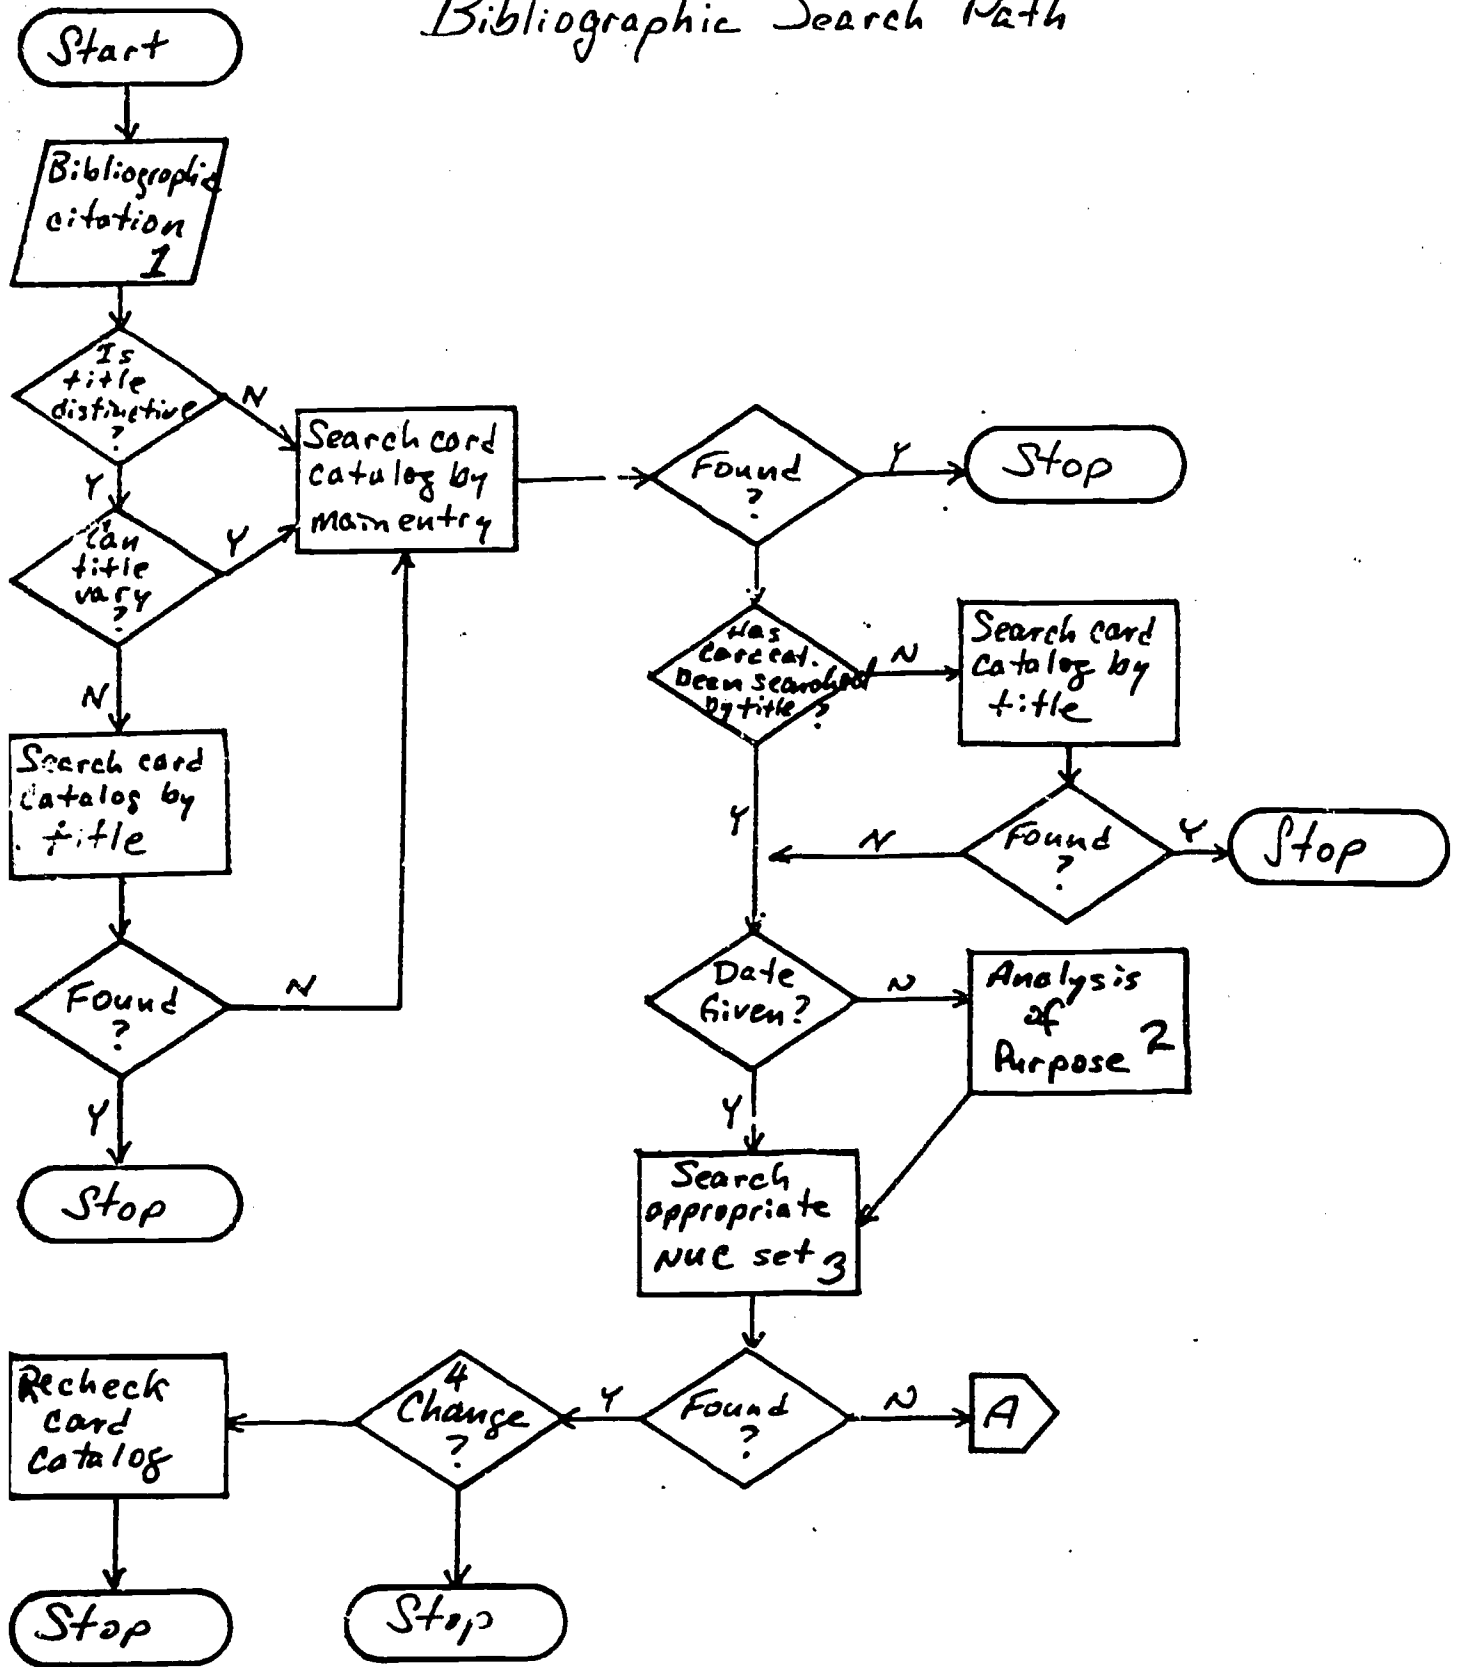 Bibliographic Search Path
Start
Bibliographic
citation
1
Is
title
distinctive
?
N
Y
Can
title
vary
?
Y
N
Search card
catalog by
main entry
Search card
catalog by
title
Found
?
N
Y
Stop
Found
?
Y
Stop
Has
card cat.
been searched
by title
?
N
Search card
catalog by
title
Y
Found
?
N
Y
Stop
Date
Given?
N
Analysis
of
Purpose 2
Y
Search
appropriate
NUC set 3
Found
?
N
A
Y
4
Change
?
Recheck
card
catalog
Stop
Stop